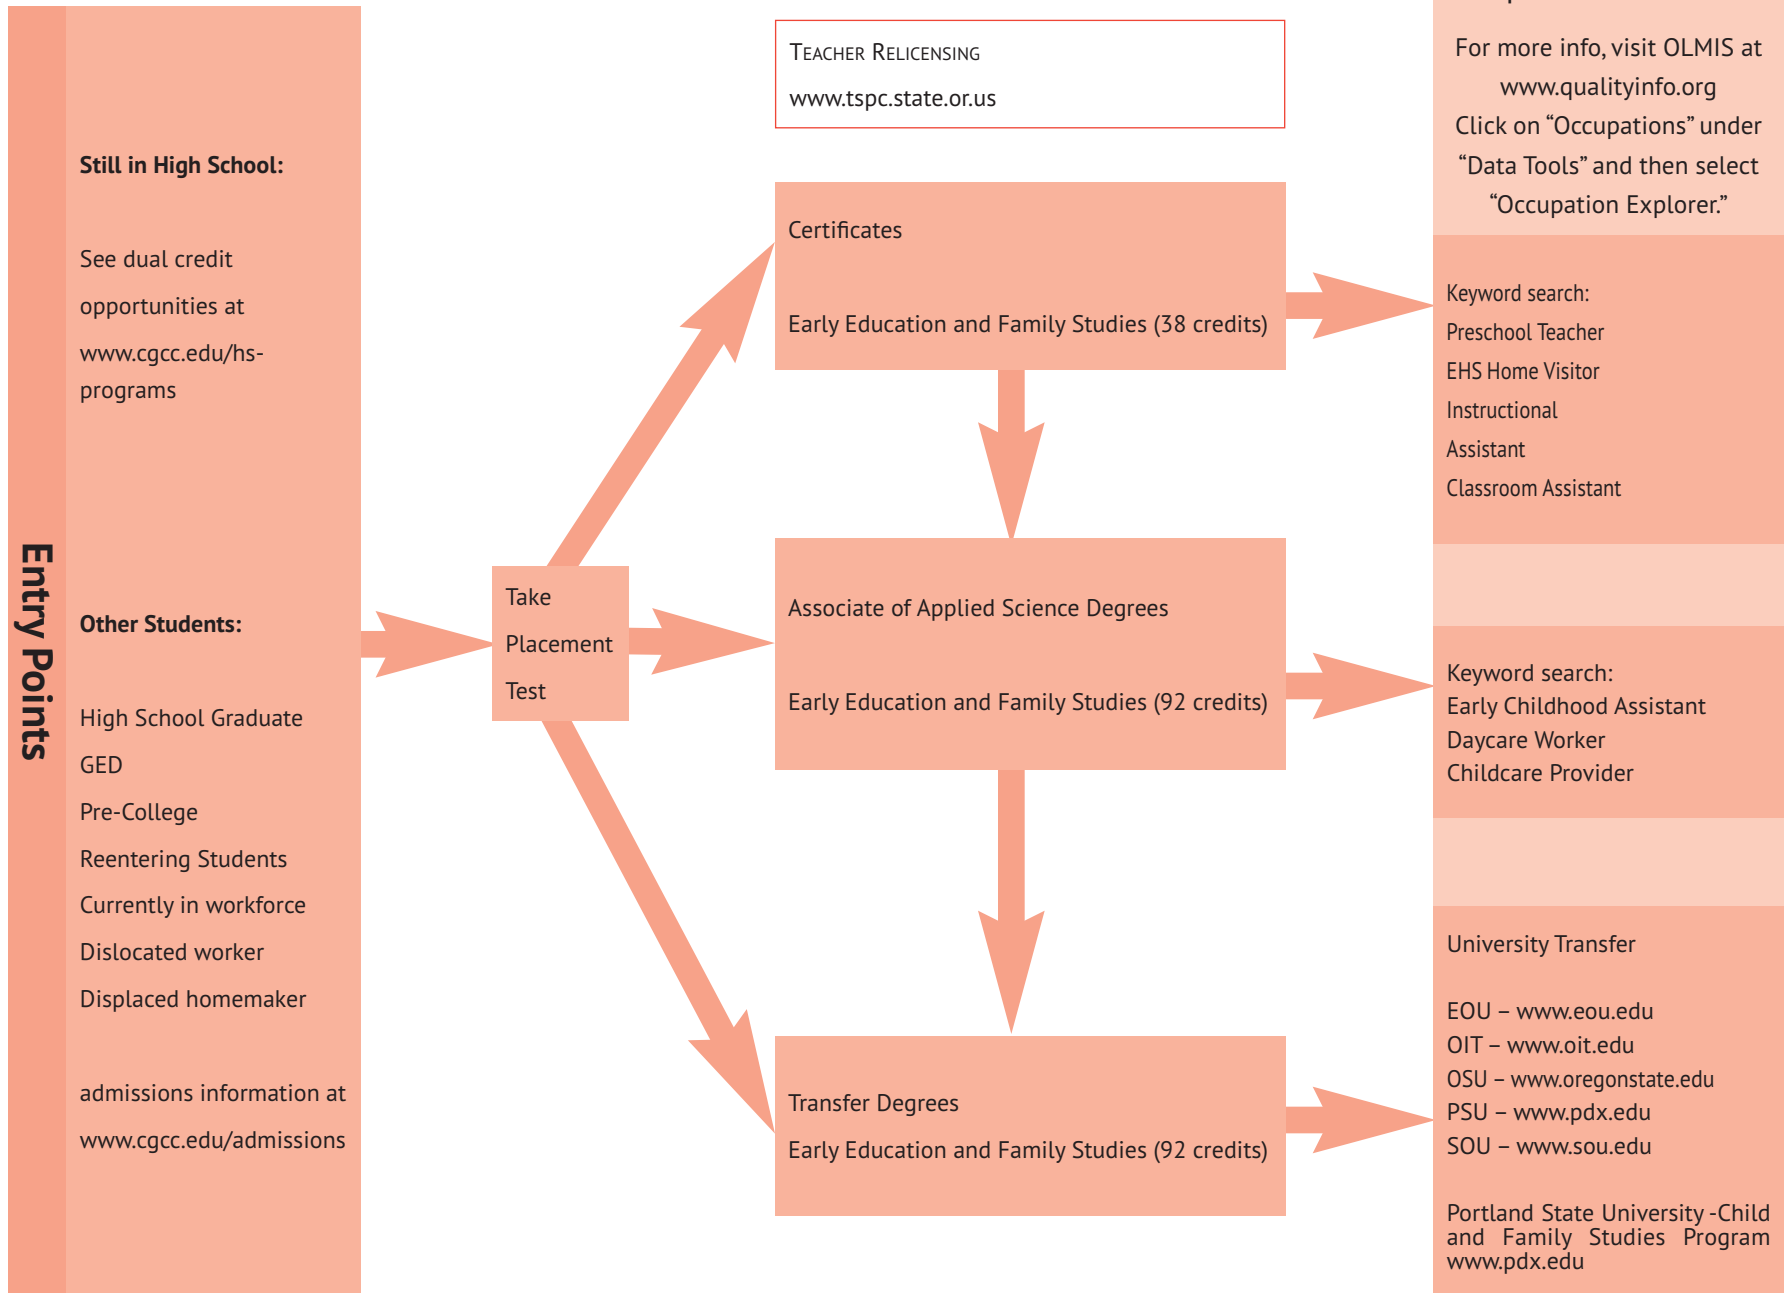 Entry Points
Still in High School:
See dual credit
opportunities at
www.cgcc.edu/hs-
programs
Other Students:
High School Graduate
GED
Pre-College
Reentering Students
Currently in workforce
Dislocated worker
Displaced homemaker
admissions information at
www.cgcc.edu/admissions
Take
Placement
Test
TEACHER RELICENSING
www.tspc.state.or.us
Certificates
Early Education and Family Studies (38 credits)
Associate of Applied Science Degrees
Early Education and Family Studies (92 credits)
Transfer Degrees
Early Education and Family Studies (92 credits)
For more info, visit OLMIS at
www.qualityinfo.org
Click on “Occupations” under
“Data Tools” and then select
“Occupation Explorer.”
Keyword search:
Preschool Teacher
EHS Home Visitor
Instructional
Assistant
Classroom Assistant
Keyword search:
Early Childhood Assistant
Daycare Worker
Childcare Provider
University Transfer
EOU – www.eou.edu
OIT – www.oit.edu
OSU – www.oregonstate.edu
PSU – www.pdx.edu
SOU – www.sou.edu
Portland State University -Child
and Family Studies Program
www.pdx.edu